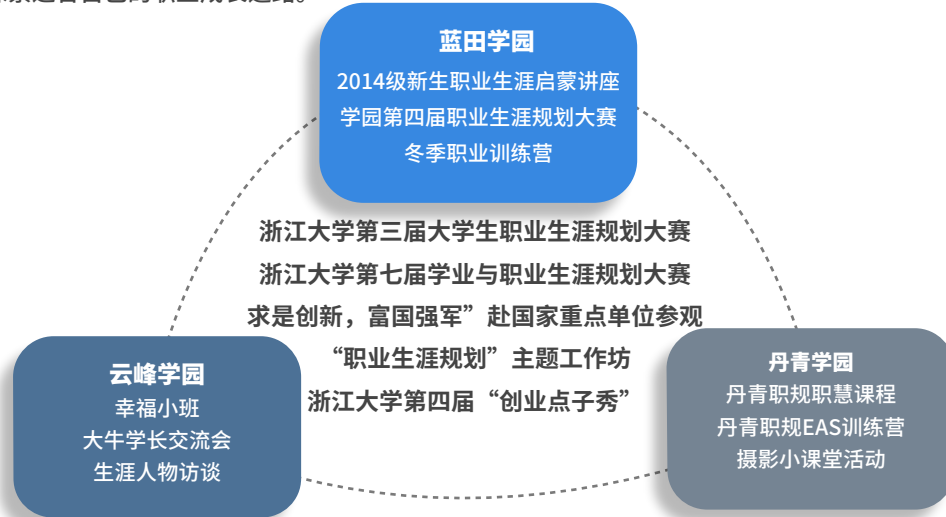 蓝田学园
2014级新生职业生涯启蒙讲座
学园第四届职业生涯规划大赛
冬季职业训练营
浙江大学第三届大学生职业生涯规划大赛
浙江大学第七届学业与职业生涯规划大赛
求是创新，富国强军”赴国家重点单位参观
“职业生涯规划”主题工作坊
浙江大学第四届“创业点子秀”
云峰学园
幸福小班
大牛学长交流会
生涯人物访谈
丹青学园
丹青职规职慧课程
丹青职规EAS训练营
摄影小课堂活动